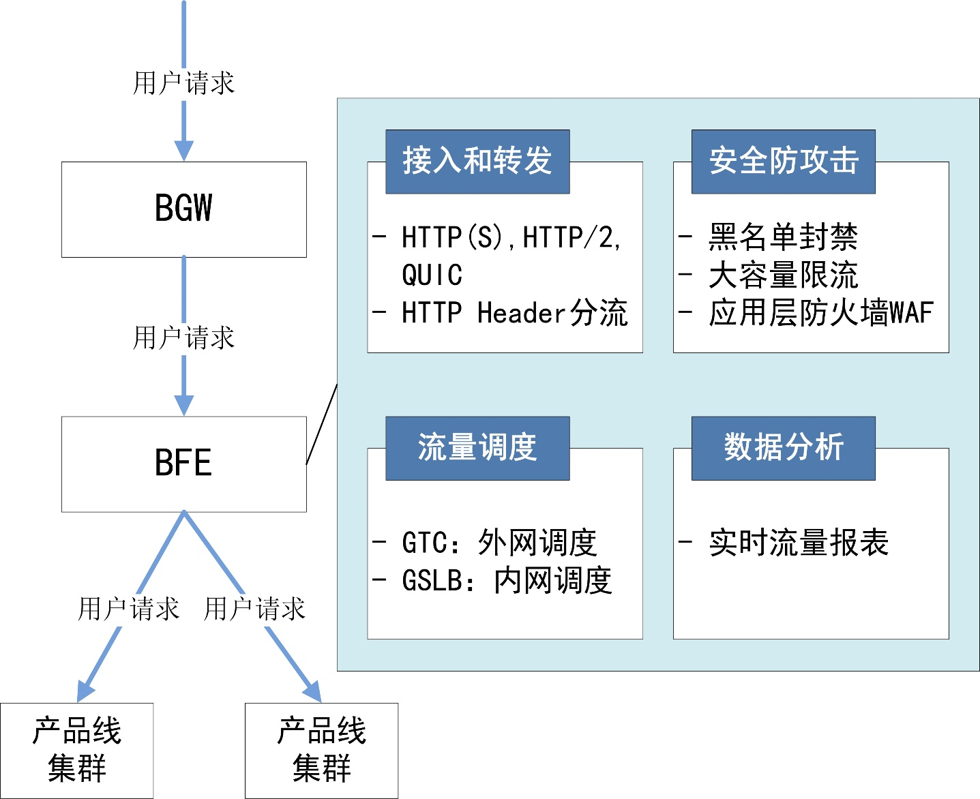 用户请求
BGW
用户请求
BFE
用户请求
用户请求
产品线
集群
产品线
集群
接入和转发
- HTTP(S),HTTP/2,
QUIC
- HTTP Header分流
安全防攻击
- 黑名单封禁
- 大容量限流
- 应用层防火墙WAF
流量调度
- GTC：外网调度
- GSLB：内网调度
数据分析
- 实时流量报表